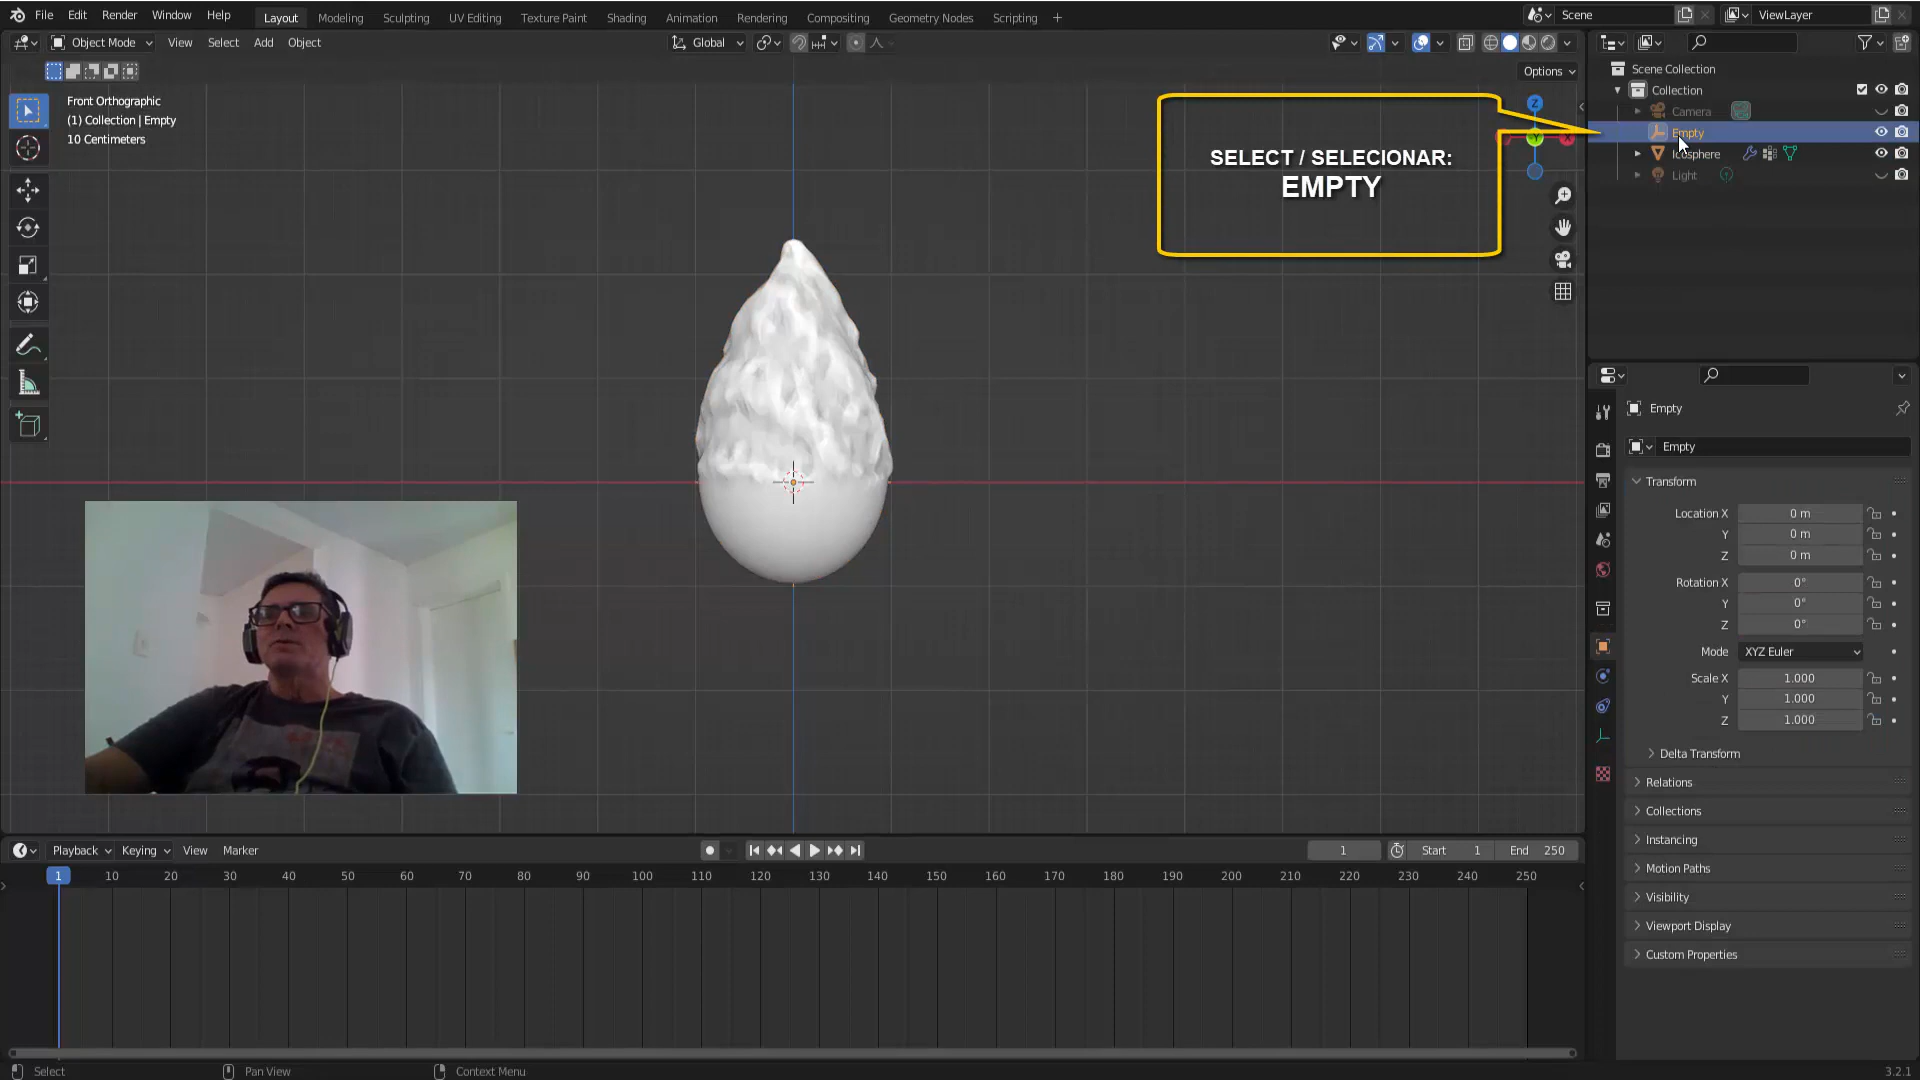 File Edit Render Window Help Layout Modeling Sculpting UV Editing Texture Paint Shading Animation Rendering Compositing Geometry Nodes Scripting + Scene ViewLayer
Object Mode View Select Add Object Global
Options
Front Orthographic
(1) Collection | Empty
10 Centimeters
SELECT / SELECIONAR:
EMPTY
Z
Y
X
Scene Collection
Collection
Camera
Empty
Icosphere
Light
Empty
Empty
Transform
Location X 0 m
Y 0 m
Z 0 m
Rotation X 0°
Y 0°
Z 0°
Mode XYZ Euler
Scale X 1.000
Y 1.000
Z 1.000
Delta Transform
Relations
Collections
Instancing
Motion Paths
Visibility
Viewport Display
Custom Properties
Playback Keying View Marker 1 Start 1 End 250
1 10 20 30 40 50 60 70 80 90 100 110 120 130 140 150 160 170 180 190 200 210 220 230 240 250
Select Pan View Context Menu 3.2.1